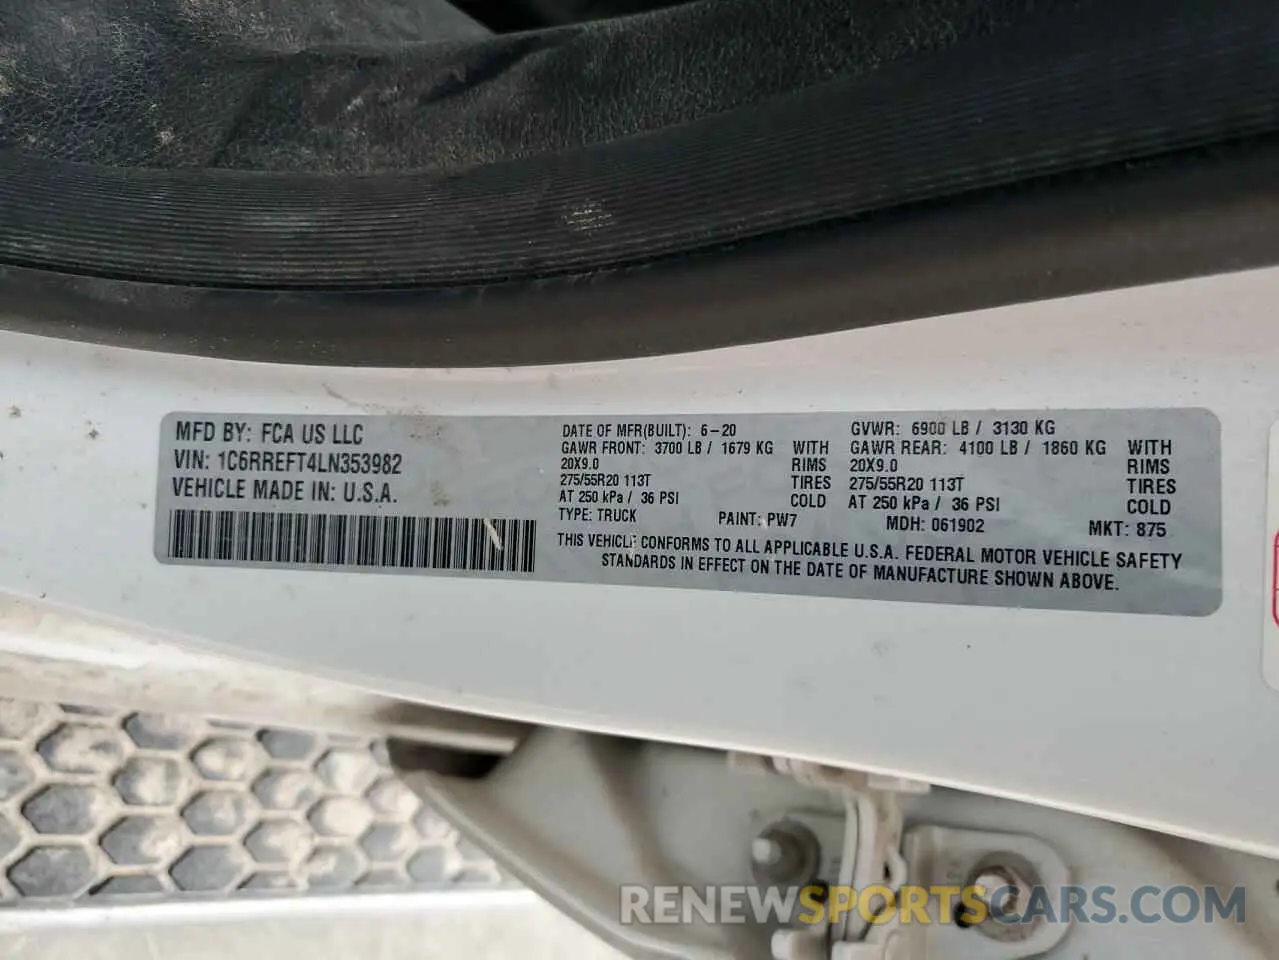 MFD BY: FCA US LLC
VIN: 1C6RREFT4LN353982
VEHICLE MADE IN: U.S.A.
DATE OF MFR(BUILT): 6-20
GAWR FRONT: 3700 LB / 1679 KG WITH
20X9.0 RIMS
275/55R20 113T TIRES
AT 250 kPa / 36 PSI COLD
TYPE: TRUCK PAINT: PW7
GVWR: 6900 LB / 3130 KG
GAWR REAR: 4100 LB / 1860 KG WITH
20X9.0 RIMS
275/55R20 113T TIRES
AT 250 kPa / 36 PSI COLD
MDH: 061902 MKT: 875
THIS VEHICLE CONFORMS TO ALL APPLICABLE U.S.A. FEDERAL MOTOR VEHICLE SAFETY
STANDARDS IN EFFECT ON THE DATE OF MANUFACTURE SHOWN ABOVE.
RENEWSPORTSCARS.COM